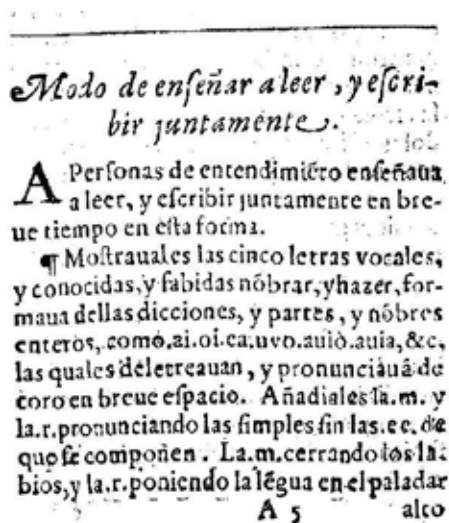 Modo de enſeñar a leer, y eſcri-
bir juntamente.
A Perſonas de entendimiẽto enſeñaua
a leer, y eſcribir juntamente en bre-
ue tiempo en eſta forma.
¶ Moſtrauales las cinco letras vocales,
y conocidas, y ſabidas nõbrar, yhazer, for-
maua dellas dicciones, y partes, y nõbres
enteros, como, ai. oi. ea. uvo. auiò. auia, &c,
las quales deletreauan, y pronunciauã de
coro en breue eſpacio. Añadiales la. m. y
la. r. pronunciando las ſimples ſin las. ee. de
que ſe componen. La. m. cerrando los la-
bios, y la. r. poniendo la lẽgua en el paladar
A 5 alto